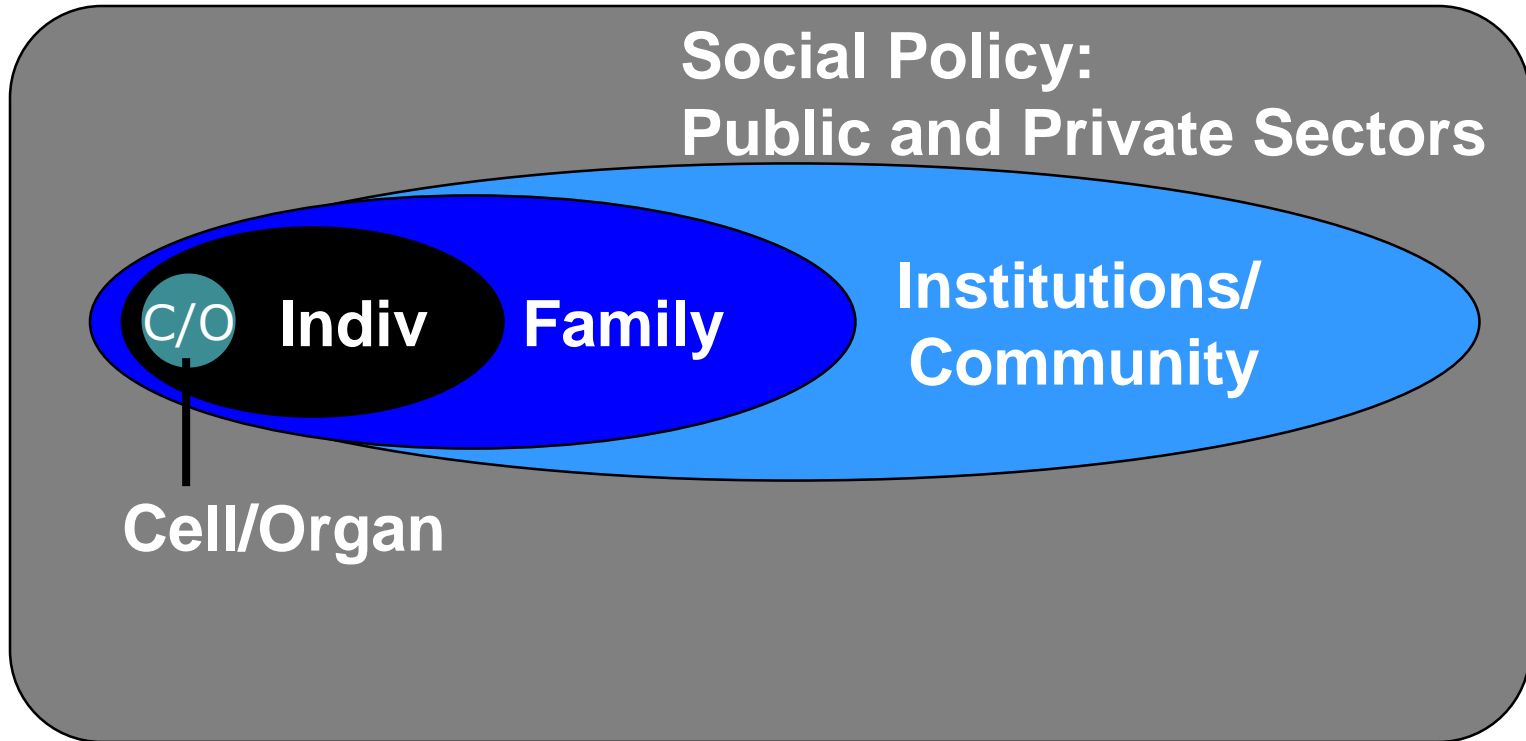 Social Policy:
Public and Private Sectors
C/O
Indiv
Family
Institutions/
Community
Cell/Organ